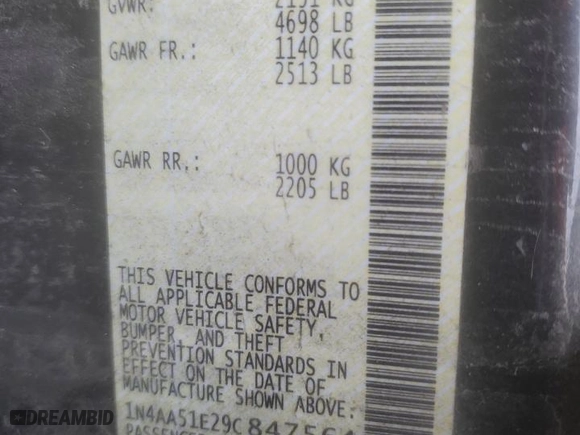 GVWR: 2131 KG
4698 LB
GAWR FR.: 1140 KG
2513 LB
GAWR RR.: 1000 KG
2205 LB
THIS VEHICLE CONFORMS TO
ALL APPLICABLE FEDERAL
MOTOR VEHICLE SAFETY,
BUMPER, AND THEFT
PREVENTION STANDARDS IN
EFFECT ON THE DATE OF
MANUFACTURE SHOWN ABOVE.
DREAMBID